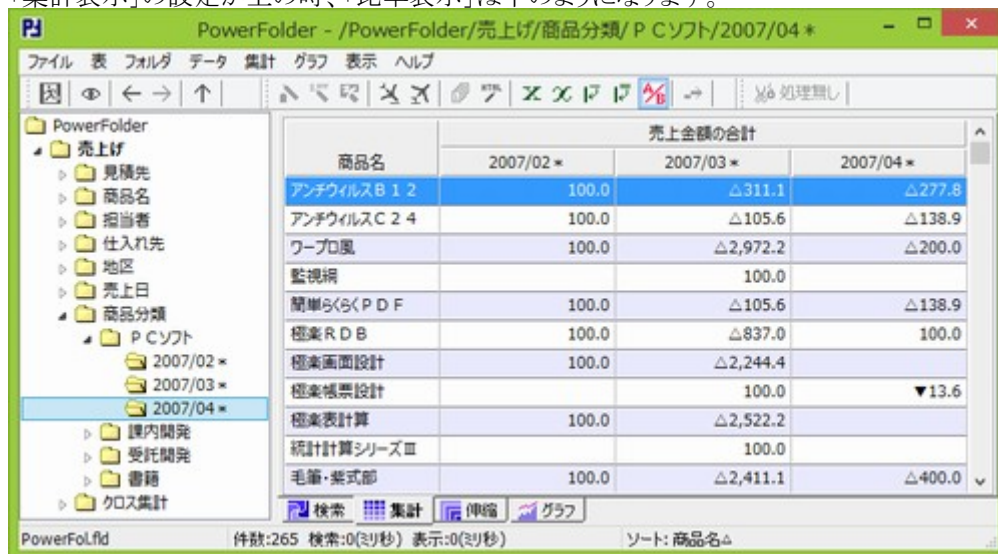 「集計表示」の設定が上の時、「比率表示」は下のようになります。
PowerFolder - /PowerFolder/売上げ/商品分類/ＰＣソフト/2007/04＊
ファイル 表 フォルダ データ 集計 グラフ 表示 ヘルプ
処理無し
PowerFolder
売上げ
見積先
商品名
担当者
仕入れ先
地区
売上日
商品分類
ＰＣソフト
2007/02＊
2007/03＊
2007/04＊
課内開発
受託開発
書籍
クロス集計
売上金額の合計
商品名 2007/02＊ 2007/03＊ 2007/04＊
アンチウィルスＢ１２ 100.0 △311.1 △277.8
アンチウィルスＣ２４ 100.0 △105.6 △138.9
ワープロ風 100.0 △2,972.2 △200.0
監視網 100.0
簡単らくらくＰＤＦ 100.0 △105.6 △138.9
極楽ＲＤＢ 100.0 △837.0 100.0
極楽画面設計 100.0 △2,244.4
極楽帳票設計 100.0 ▼13.6
極楽表計算 100.0 △2,522.2
統計計算シリーズⅢ 100.0
毛筆・紫式部 100.0 △2,411.1 △400.0
検索 集計 伸縮 グラフ
PowerFol.fld 件数:265 検索:0(ミリ秒) 表示:0(ミリ秒) ソート: 商品名△